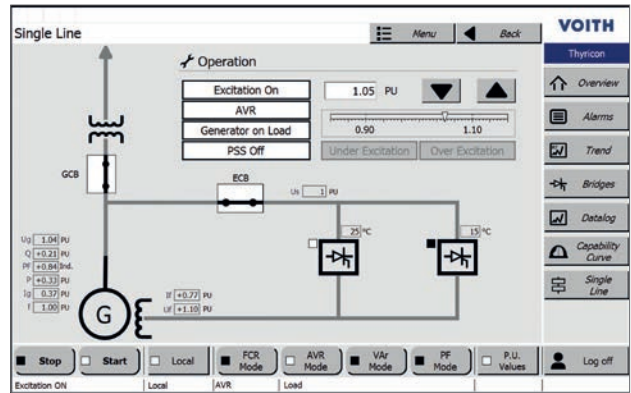 Single Line
Menu
Back
VOITH
Thyricon
Operation
Excitation On
1.05 PU
AVR
Generator on Load
0.90 1.10
PSS Off
Under Excitation
Over Excitation
GCB
ECB
Us 1 PU
25 °C
15 °C
Ug 1.04 PU
Q +0.21 PU
PF +0.84 Ind.
P +0.33 PU
Ig 0.37 PU
f 1.00 PU
G
If +0.77 PU
Uf +1.10 PU
Overview
Alarms
Trend
Bridges
Datalog
Capability
Curve
Single
Line
Stop
Start
Local
FCR
Mode
AVR
Mode
VAr
Mode
PF
Mode
P.U.
Values
Log off
Excitation ON
Local
AVR
Load